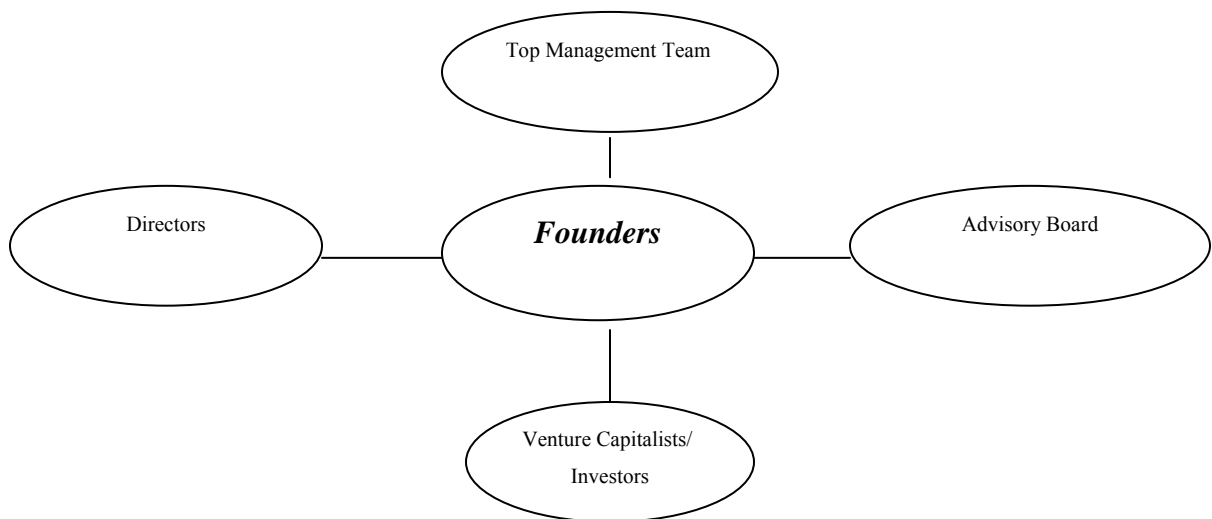 Top Management Team
Directors
Founders
Advisory Board
Venture Capitalists/
Investors